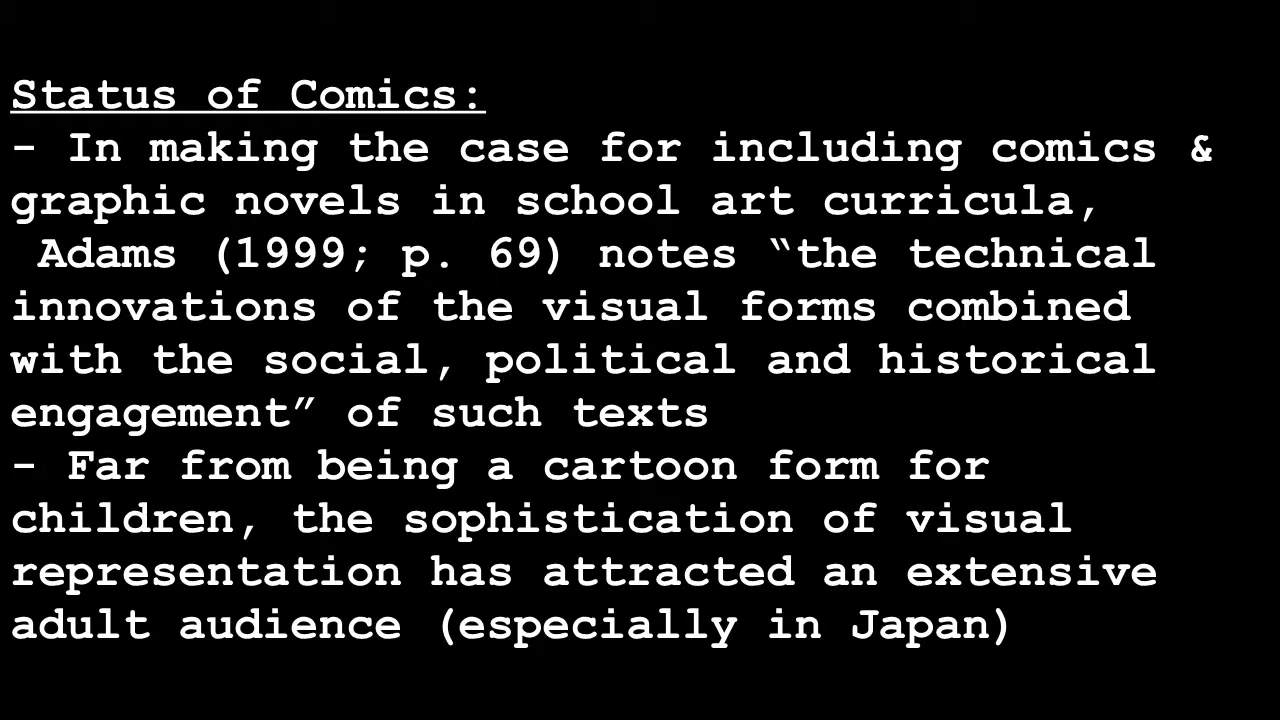 Status of Comics:
- In making the case for including comics &
graphic novels in school art curricula,
Adams (1999; p. 69) notes “the technical
innovations of the visual forms combined
with the social, political and historical
engagement” of such texts
- Far from being a cartoon form for
children, the sophistication of visual
representation has attracted an extensive
adult audience (especially in Japan)